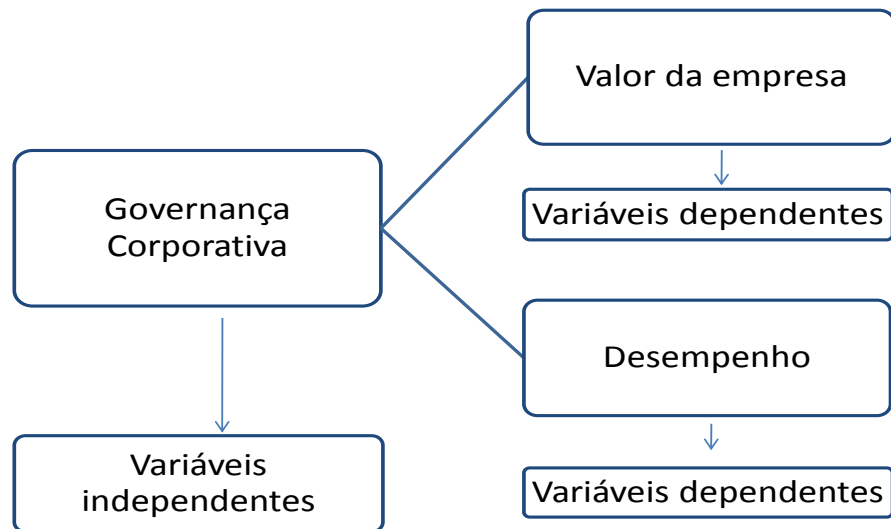 Valor da empresa
Variáveis dependentes
Governança
Corporativa
Desempenho
Variáveis
independentes
Variáveis dependentes